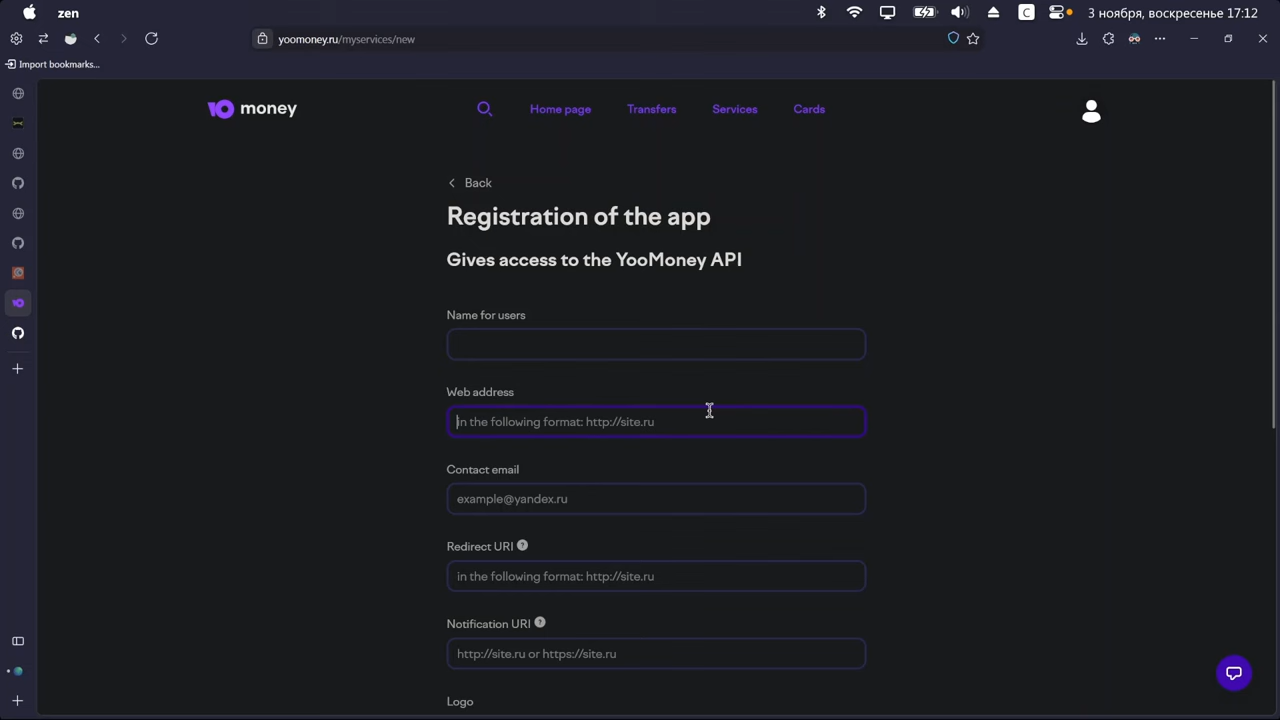 zen
C
3 ноября, воскресенье 17:12
yoomoney.ru/myservices/new
Import bookmarks...
money
Home page
Transfers
Services
Cards
Back
Registration of the app
Gives access to the YooMoney API
Name for users
Web address
in the following format: http://site.ru
Contact email
example@yandex.ru
Redirect URI ?
in the following format: http://site.ru
Notification URI ?
http://site.ru or https://site.ru
Logo